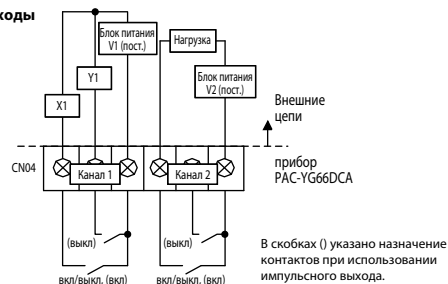 ходы
Блок питания
V1 (пост.)
Нагрузка
Y1
Блок питания
V2 (пост.)
X1
Внешние
цепи
CN04
Канал 1
Канал 2
прибор
PAC-YG66DCA
(выкл)
(выкл)
вкл/выкл, (вкл)
вкл/выкл, (вкл)
В скобках () указано назначение
контактов при использовании
импульсного выхода.